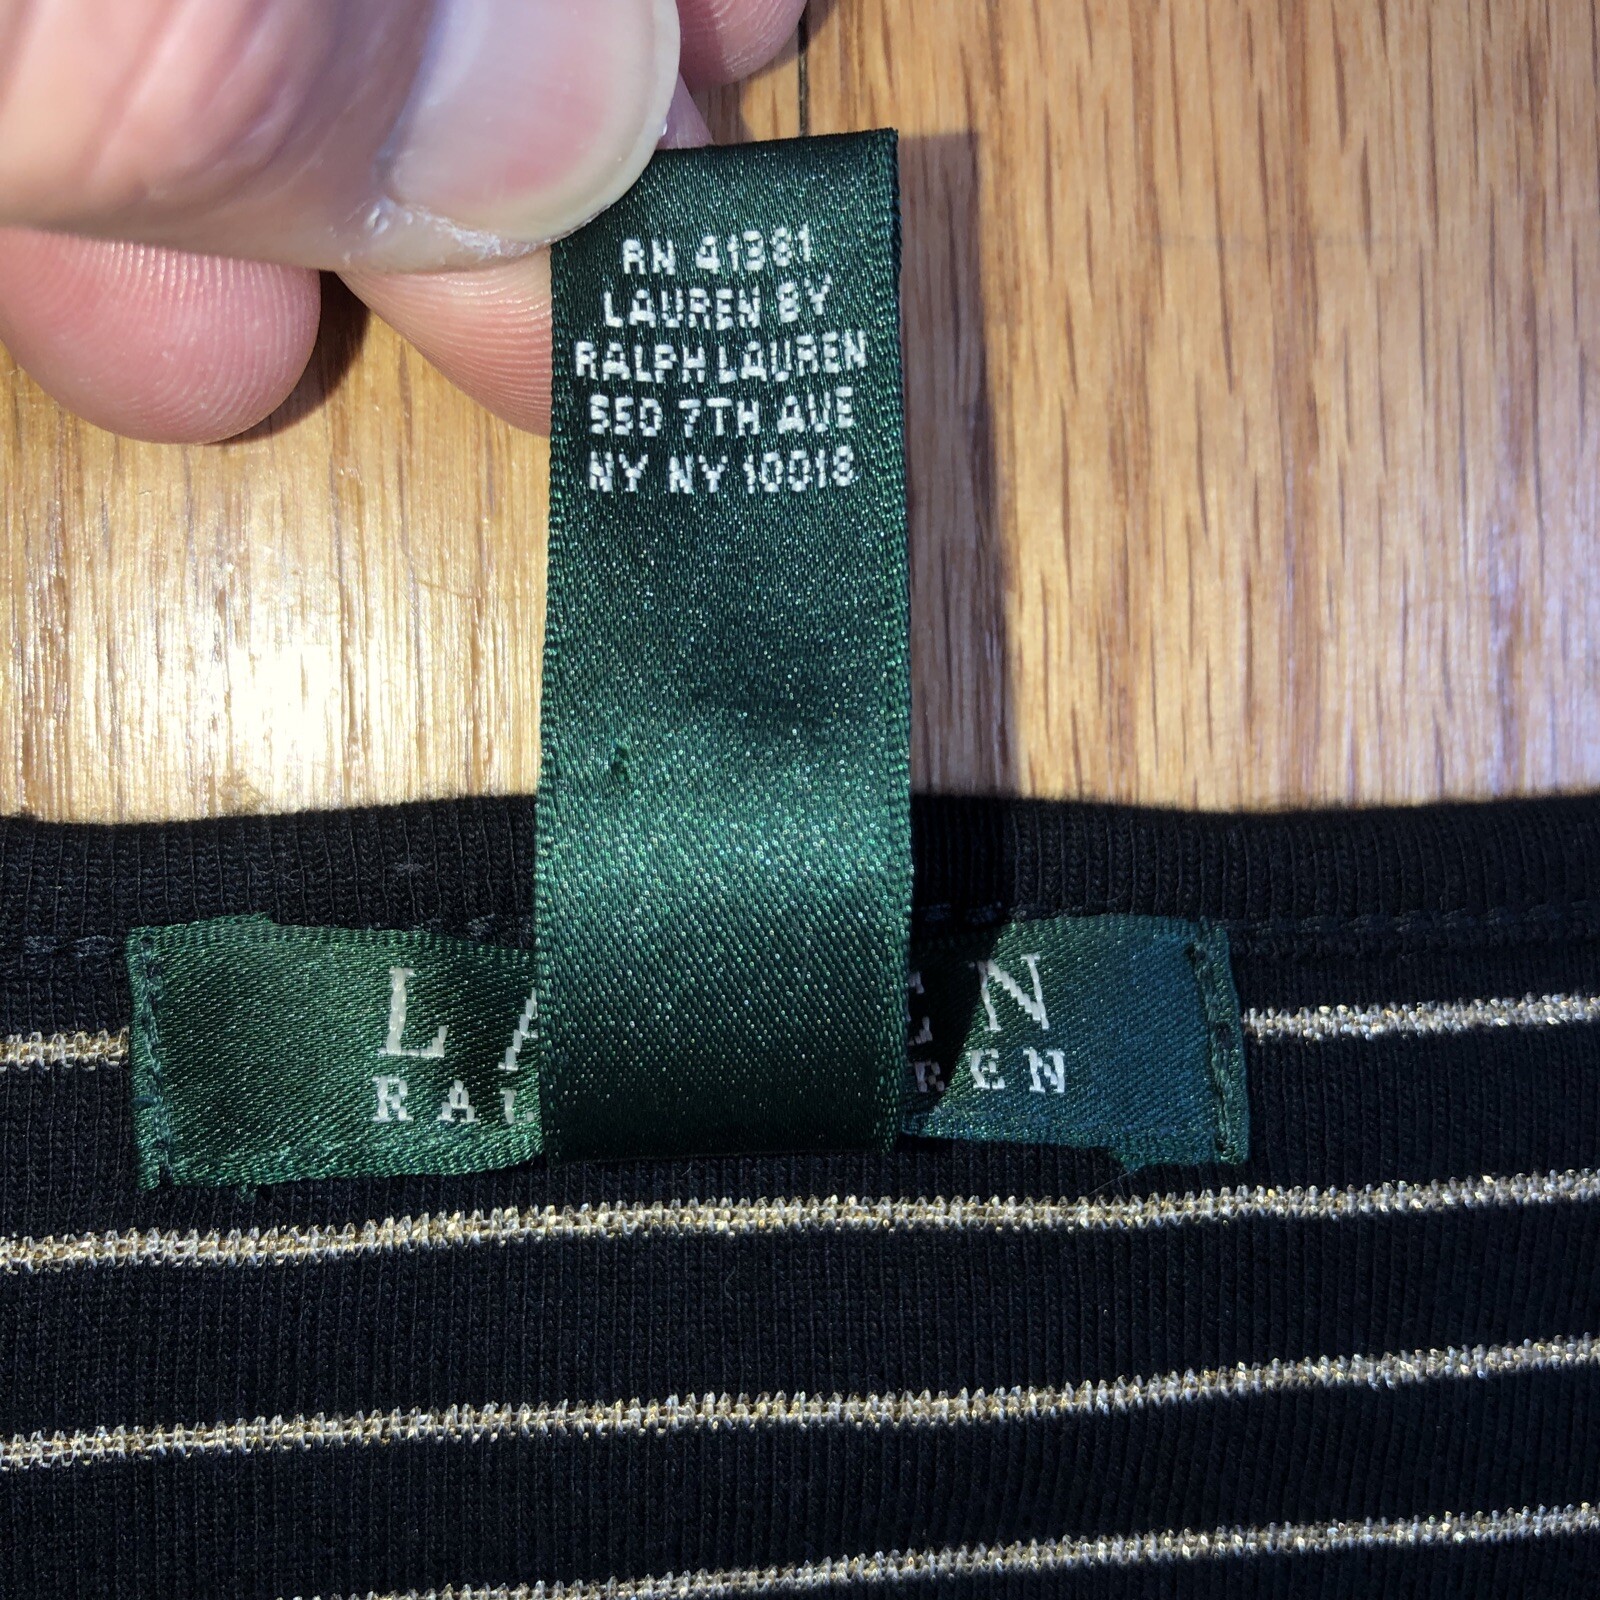 RN 41381
LAUREN BY
RALPH LAUREN
550 7TH AVE
NY NY 10018